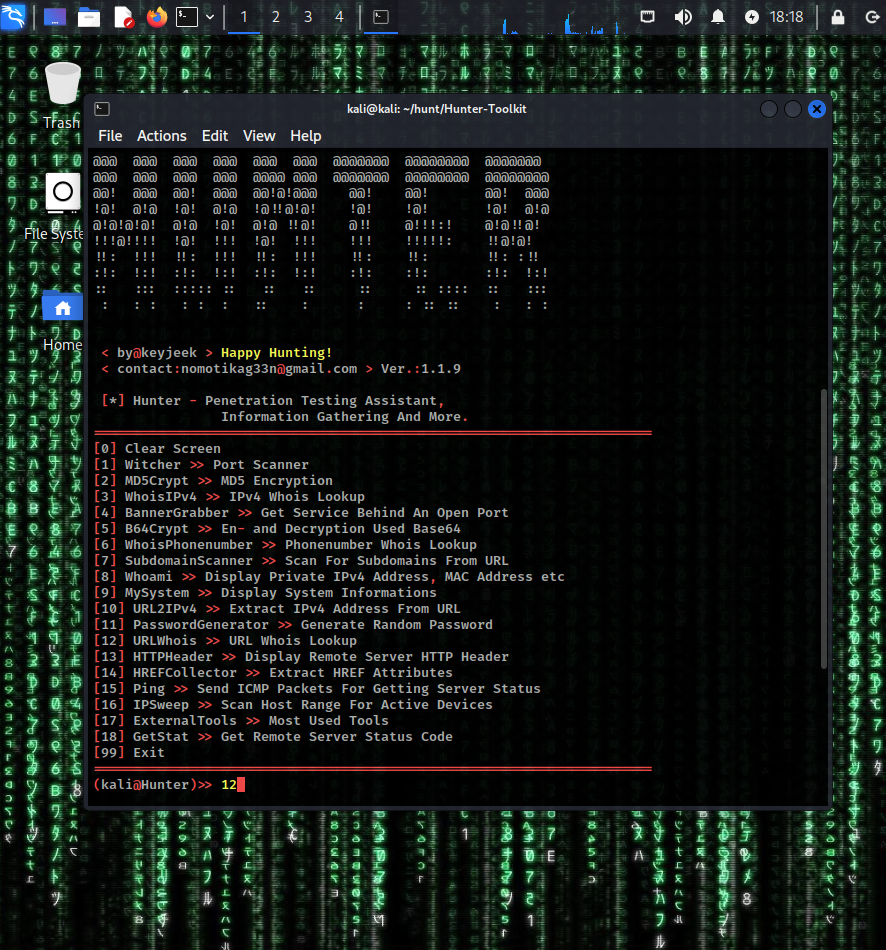 1 2 3 4 18:18
Trash
File Syste
Home
kali@kali: ~/hunt/Hunter-Toolkit
File Actions Edit View Help
@@@ @@@ @@@ @@@ @@@ @@@ @@@@@@@ @@@@@@@@ @@@@@@@
@@@ @@@ @@@ @@@ @@@@ @@@ @@@@@@@ @@@@@@@@ @@@@@@@@
@@! @@@ @@! @@@ @@!@!@@@ @@! @@! @@! @@@
!@! @!@ !@! @!@ !@!!@!@! !@! !@! !@! @!@
@!@!@!@! @!@ !@! @!@ !!@! @!! @!!!:! @!@!!@!
!!!@!!!! !@! !!! !@! !!! !!! !!!!!: !!@!@!
!!: !!! !!: !!! !!: !!! !!: !!: !!: :!!
:!: !:! :!: !:! :!: !:! :!: :!: :!: !:!
:: ::: ::::: :: :: :: :: :: :::: :: :::
: : : : : : :: : : : :: :: : : :
< by@keyjeek > Happy Hunting!
< contact:nomotikag33n@gmail.com > Ver.:1.1.9
[*] Hunter - Penetration Testing Assistant,
Information Gathering And More.
[0] Clear Screen
[1] Witcher >> Port Scanner
[2] MD5Crypt >> MD5 Encryption
[3] WhoisIPv4 >> IPv4 Whois Lookup
[4] BannerGrabber >> Get Service Behind An Open Port
[5] B64Crypt >> En- and Decryption Used Base64
[6] WhoisPhonenumber >> Phonenumber Whois Lookup
[7] SubdomainScanner >> Scan For Subdomains From URL
[8] Whoami >> Display Private IPv4 Address, MAC Address etc
[9] MySystem >> Display System Informations
[10] URL2IPv4 >> Extract IPv4 Address From URL
[11] PasswordGenerator >> Generate Random Password
[12] URLWhois >> URL Whois Lookup
[13] HTTPHeader >> Display Remote Server HTTP Header
[14] HREFCollector >> Extract HREF Attributes
[15] Ping >> Send ICMP Packets For Getting Server Status
[16] IPSweep >> Scan Host Range For Active Devices
[17] ExternalTools >> Most Used Tools
[18] GetStat >> Get Remote Server Status Code
[99] Exit
(kali@Hunter)>> 12